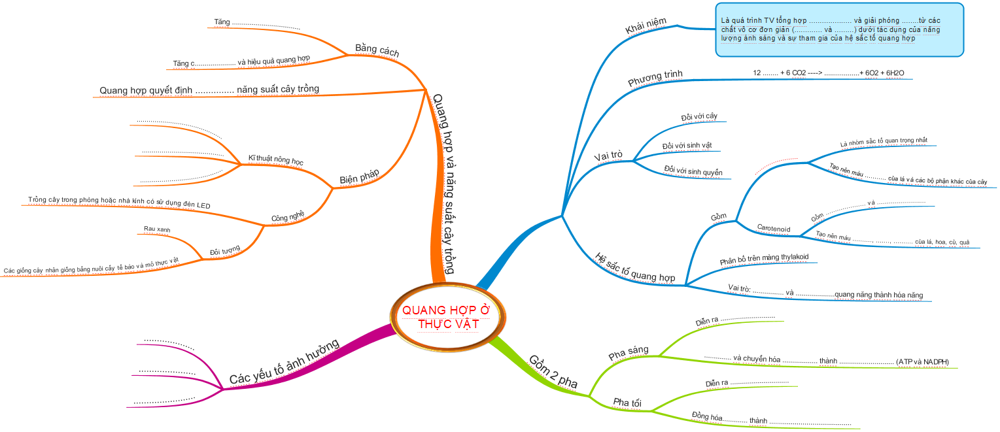 QUANG HỢP Ở
THỰC VẬT
Khái niệm
Là quá trình TV tổng hợp ................... và giải phóng ........từ các
chất vô cơ đơn giản (............. và .........) dưới tác dụng của năng
lượng ánh sáng và sự tham gia của hệ sắc tố quang hợp
Phương trình
12 ........ + 6 CO2 ----> ..................+ 6O2 + 6H2O
Vai trò
Đối với cây
Đối với sinh vật
Đối với sinh quyển
Hệ sắc tố quang hợp
Gồm
......................
Là nhóm sắc tố quan trọng nhất
Tạo nên màu ........... của lá và các bộ phận khác của cây
Carotenoid
Gồm .................... và .........................
Tạo nên màu ........, ......, ......... của lá, hoa, củ, quả
Phân bố trên màng thylakoid
Vai trò: .............. và ..................quang năng thành hóa năng
Gồm 2 pha
Pha sáng
Diễn ra .........................
............. và chuyển hóa ................ thành ......................... (ATP và NADPH)
Pha tối
Diễn ra ...........................
Đồng hóa............ thành ..........................................
Các yếu tố ảnh hưởng
.......................
.........................
...........................
Quang hợp và năng suất cây trồng
Bằng cách
Tăng ...............................
Tăng c................... và hiệu quả quang hợp
Quang hợp quyết định .............. năng suất cây trồng
Biện pháp
Kĩ thuật nông học
........................................
.....................................
......................................
Công nghệ
Trồng cây trong phòng hoặc nhà kính có sử dụng đèn LED
Đối tượng
Rau xanh
Các giống cây nhân giống bằng nuôi cấy tế bào và mô thực vật